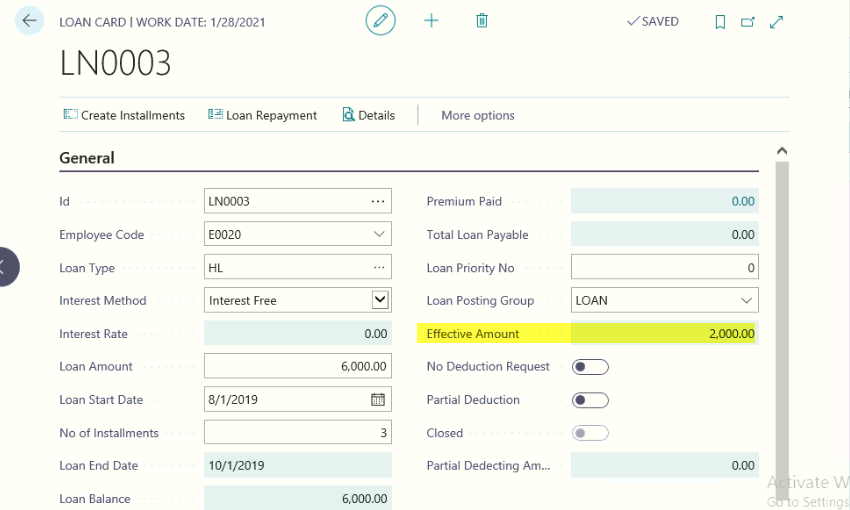 LOAN CARD | WORK DATE: 1/28/2021
SAVED
LN0003
Create Installments
Loan Repayment
Details
More options
General
Id
LN0003
Employee Code
E0020
Loan Type
HL
Interest Method
Interest Free
Interest Rate
0.00
Loan Amount
6,000.00
Loan Start Date
8/1/2019
No of Installments
3
Loan End Date
10/1/2019
Loan Balance
6,000.00
Premium Paid
0.00
Total Loan Payable
0.00
Loan Priority No
0
Loan Posting Group
LOAN
Effective Amount
2,000.00
No Deduction Request
Partial Deduction
Closed
Partial Dedecting Am...
0.00
Activate W
Go to Settings